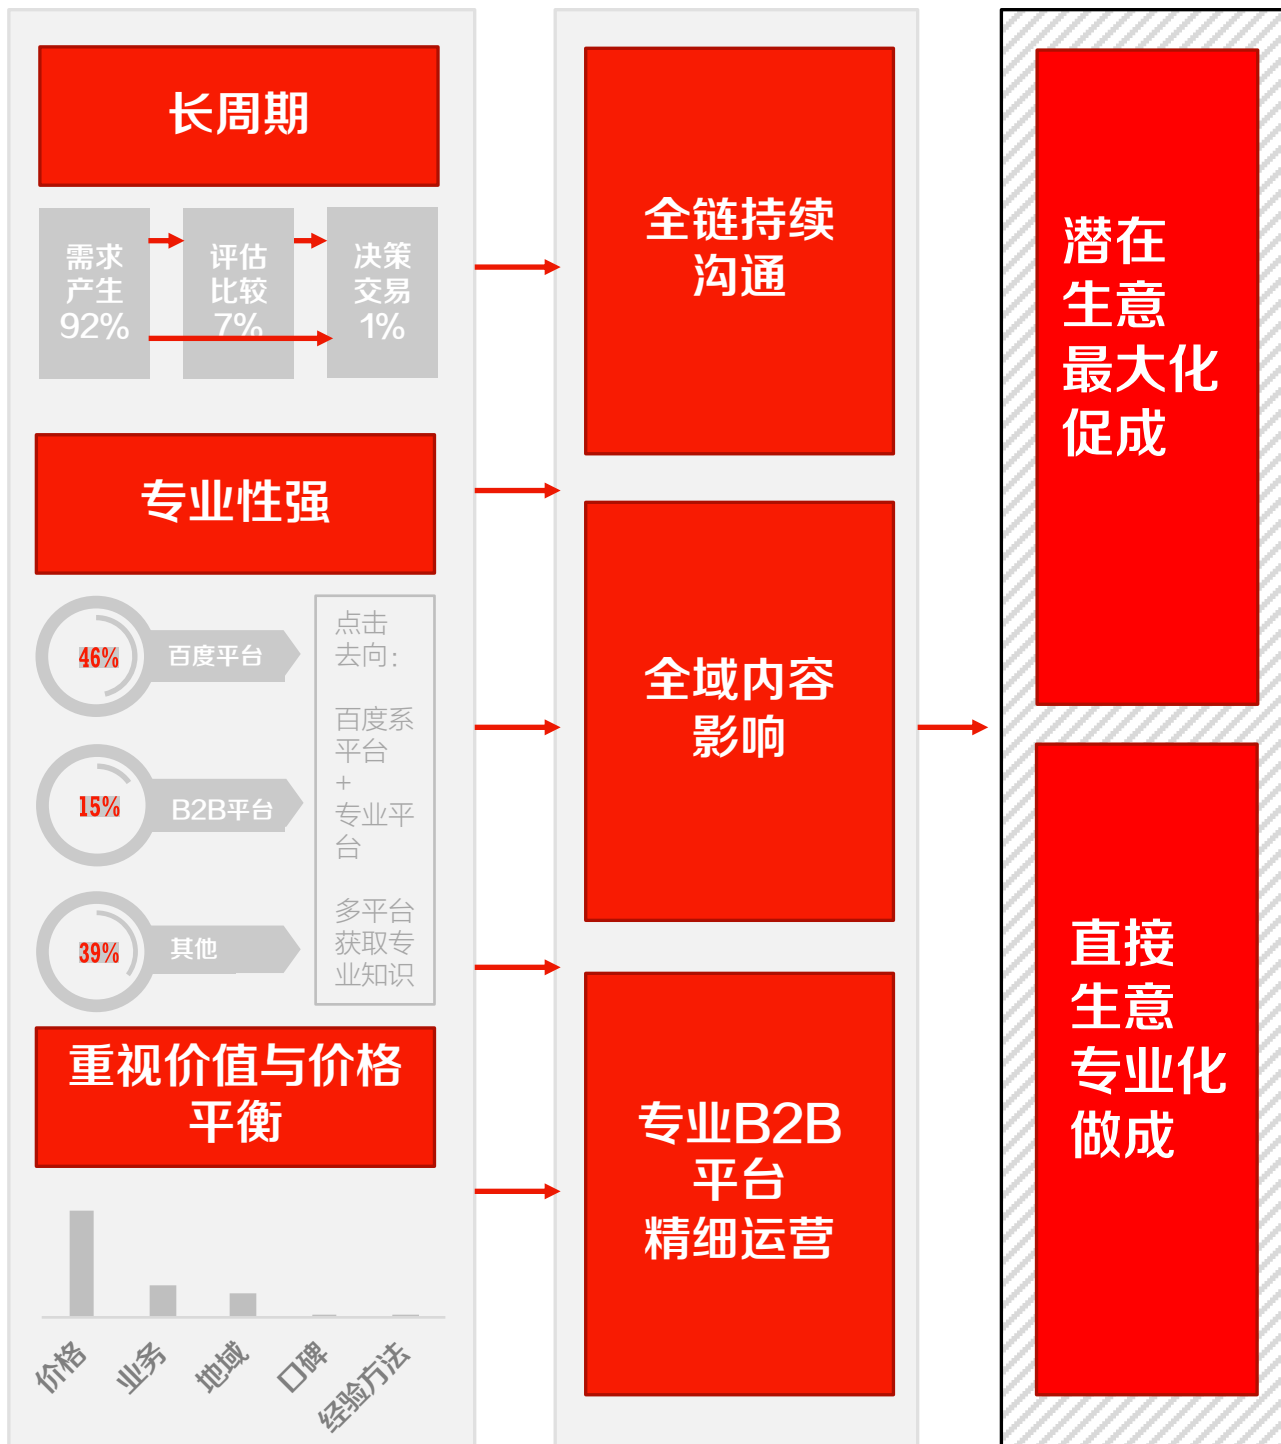 长周期
需求
产生
92%
评估
比较
7%
决策
交易
1%
专业性强
46%
百度平台
15%
B2B平台
39%
其他
点击
去向：
百度系
平台
+
专业平
台
多平台
获取专
业知识
重视价值与价格
平衡
价格
业务
地域
口碑
经验方法
全链持续
沟通
全域内容
影响
专业B2B
平台
精细运营
潜在
生意
最大化
促成
直接
生意
专业化
做成